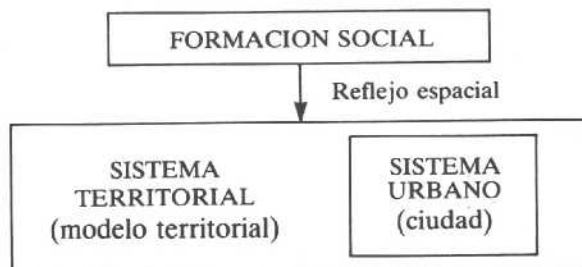 FORMACION SOCIAL
Reflejo espacial
SISTEMA
TERRITORIAL
(modelo territorial)
SISTEMA
URBANO
(ciudad)